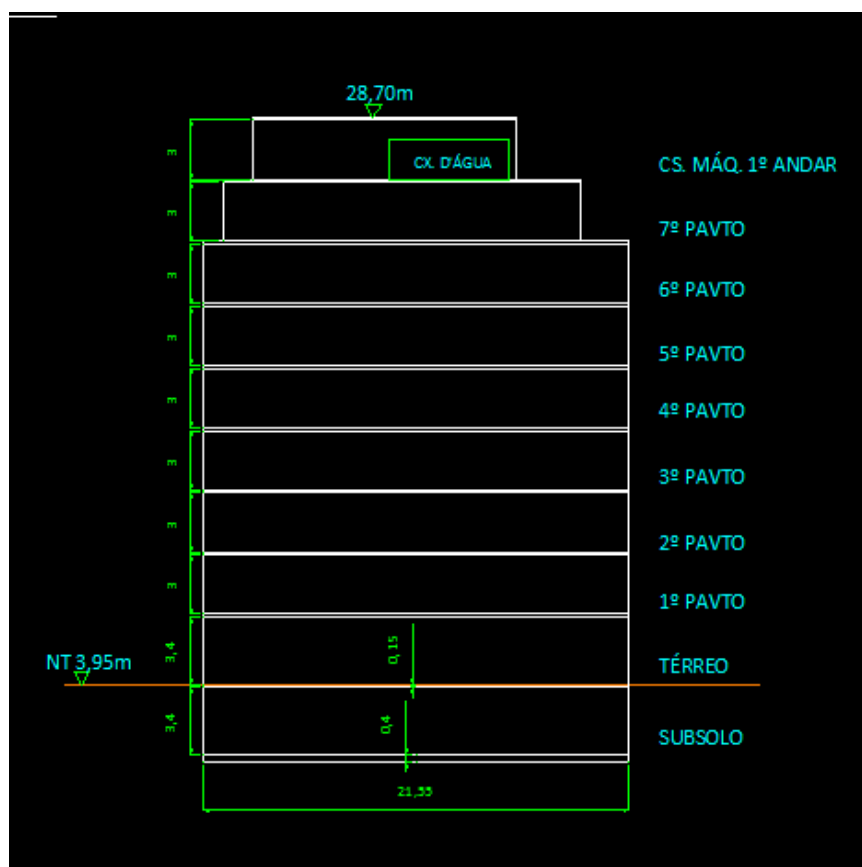 28,70m
3
CX. D'ÁGUA
CS. MÁQ. 1º ANDAR
3
7º PAVTO
3
6º PAVTO
3
5º PAVTO
3
4º PAVTO
3
3º PAVTO
3
2º PAVTO
3
1º PAVTO
3,4
0,15
NT 3,95m
TÉRREO
3,4
0,4
SUBSOLO
21,55